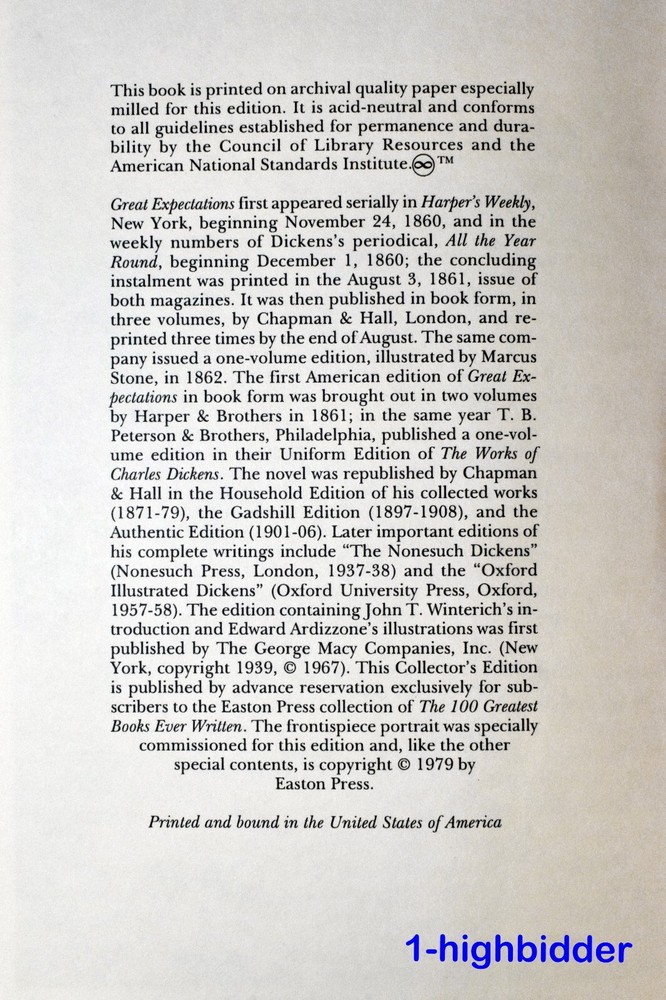 This book is printed on archival quality paper especially
milled for this edition. It is acid-neutral and conforms
to all guidelines established for permanence and dura-
bility by the Council of Library Resources and the
American National Standards Institute.♾™
Great Expectations first appeared serially in Harper's Weekly,
New York, beginning November 24, 1860, and in the
weekly numbers of Dickens's periodical, All the Year
Round, beginning December 1, 1860; the concluding
instalment was printed in the August 3, 1861, issue of
both magazines. It was then published in book form, in
three volumes, by Chapman & Hall, London, and re-
printed three times by the end of August. The same com-
pany issued a one-volume edition, illustrated by Marcus
Stone, in 1862. The first American edition of Great Ex-
pectations in book form was brought out in two volumes
by Harper & Brothers in 1861; in the same year T. B.
Peterson & Brothers, Philadelphia, published a one-vol-
ume edition in their Uniform Edition of The Works of
Charles Dickens. The novel was republished by Chapman
& Hall in the Household Edition of his collected works
(1871-79), the Gadshill Edition (1897-1908), and the
Authentic Edition (1901-06). Later important editions of
his complete writings include “The Nonesuch Dickens”
(Nonesuch Press, London, 1937-38) and the “Oxford
Illustrated Dickens” (Oxford University Press, Oxford,
1957-58). The edition containing John T. Winterich's in-
troduction and Edward Ardizzone's illustrations was first
published by The George Macy Companies, Inc. (New
York, copyright 1939, © 1967). This Collector's Edition
is published by advance reservation exclusively for sub-
scribers to the Easton Press collection of The 100 Greatest
Books Ever Written. The frontispiece portrait was specially
commissioned for this edition and, like the other
special contents, is copyright © 1979 by
Easton Press.
Printed and bound in the United States of America
1-highbidder